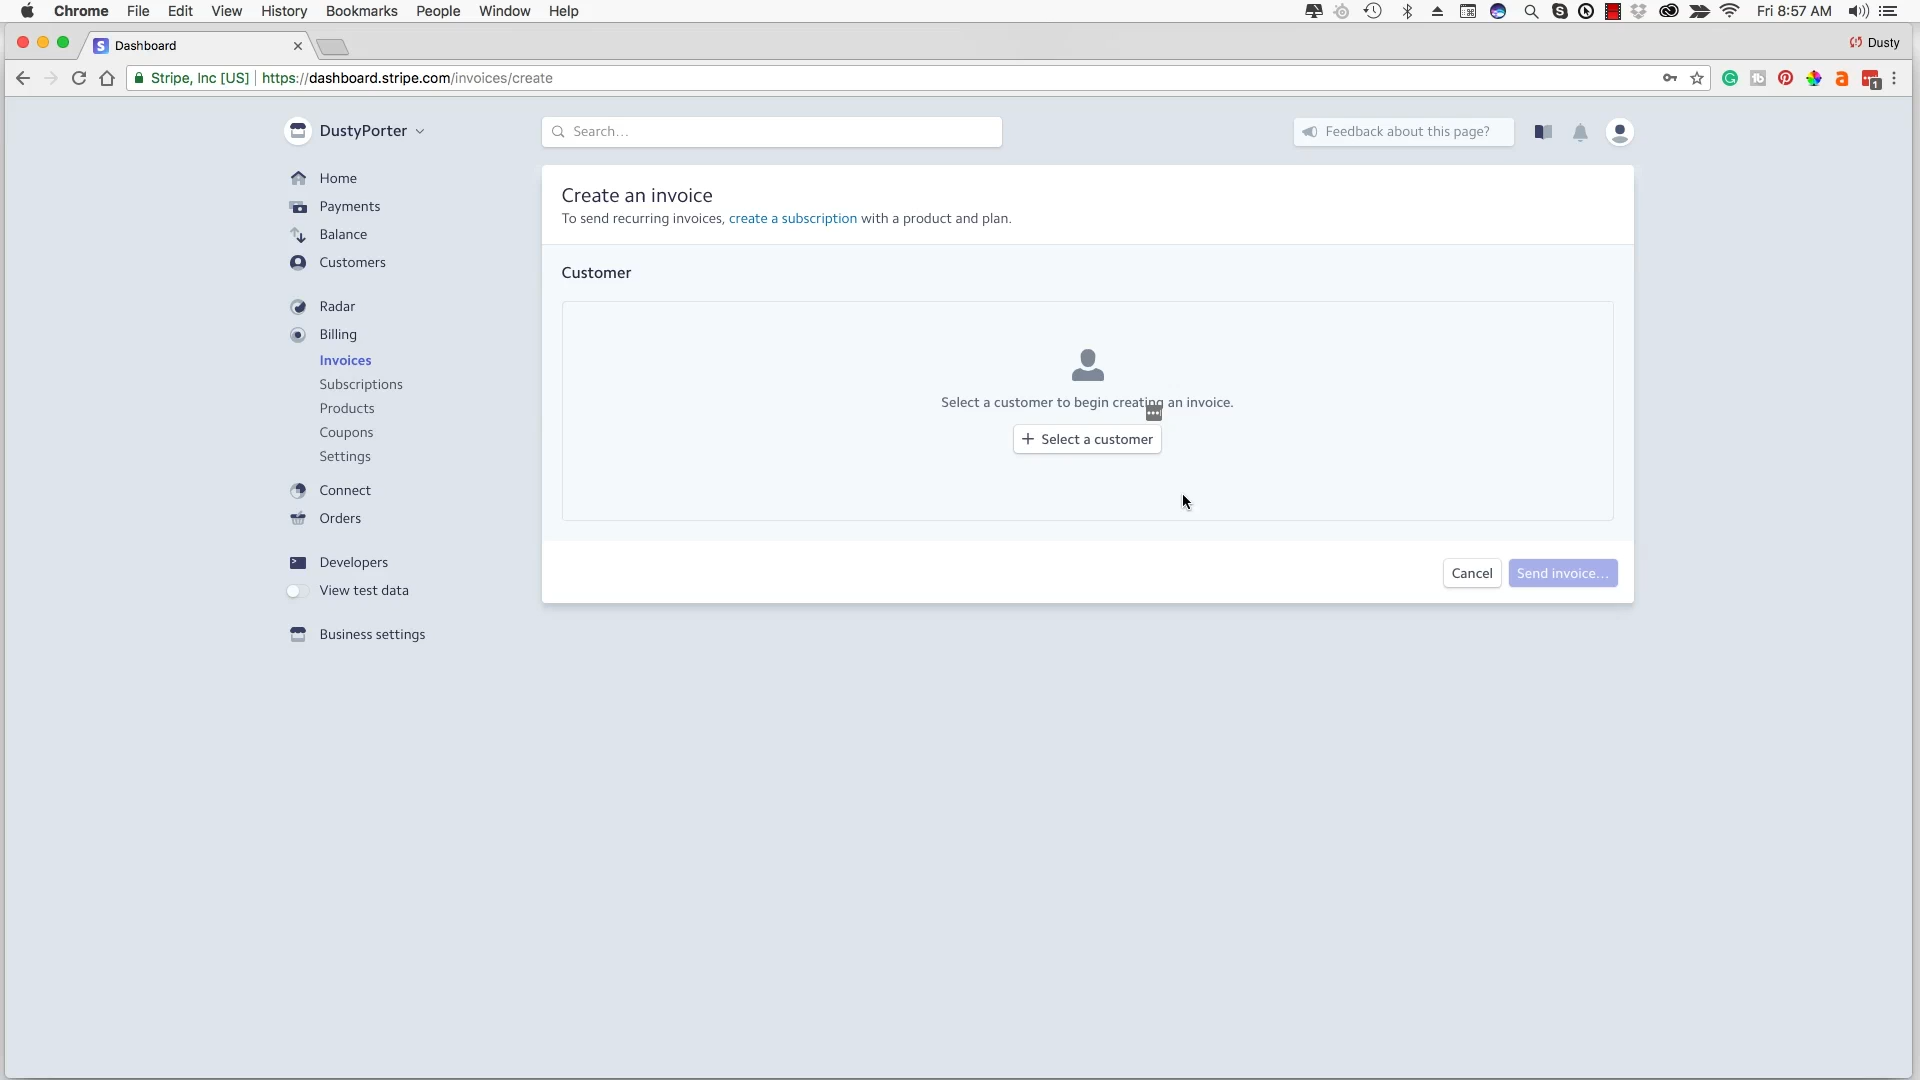 Chrome File Edit View History Bookmarks People Window Help Fri 8:57 AM
Dashboard Dusty
Stripe, Inc [US] https://dashboard.stripe.com/invoices/create 1
DustyPorter
Search...
Feedback about this page?
Home
Payments
Balance
Customers
Radar
Billing
Invoices
Subscriptions
Products
Coupons
Settings
Connect
Orders
Developers
View test data
Business settings
Create an invoice
To send recurring invoices, create a subscription with a product and plan.
Customer
Select a customer to begin creating an invoice.
+ Select a customer
Cancel
Send invoice...